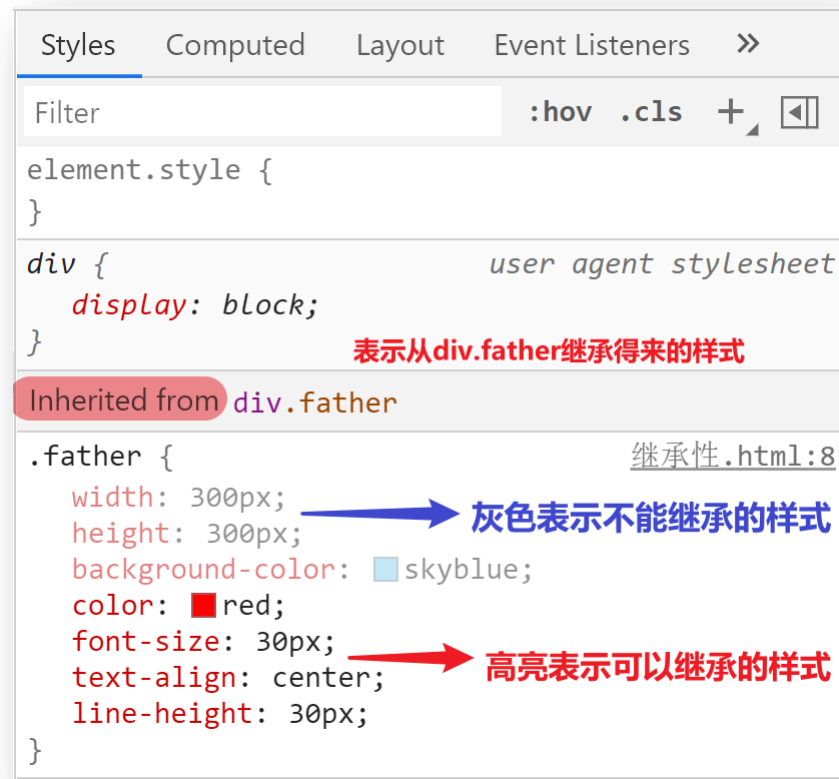 Styles Computed Layout Event Listeners »
Filter :hov .cls +
element.style {
}
div { user agent stylesheet
display: block;
}
表示从div.father继承得来的样式
Inherited from div.father
.father { 继承性.html:8
width: 300px;
height: 300px;
灰色表示不能继承的样式
background-color: skyblue;
color: red;
font-size: 30px;
高亮表示可以继承的样式
text-align: center;
line-height: 30px;
}